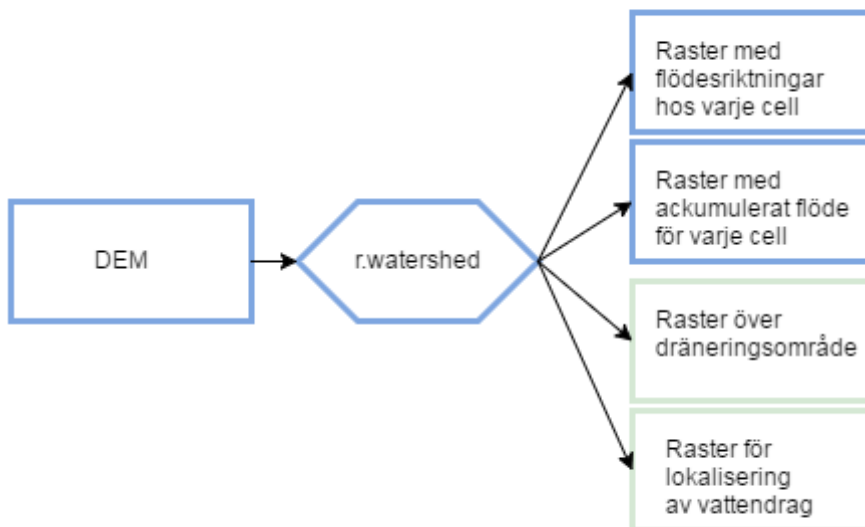 DEM
r.watershed
Raster med
flödesriktningar
hos varje cell
Raster med
ackumulerat flöde
för varje cell
Raster över
dräneringsområde
Raster för
lokalisering
av vattendrag